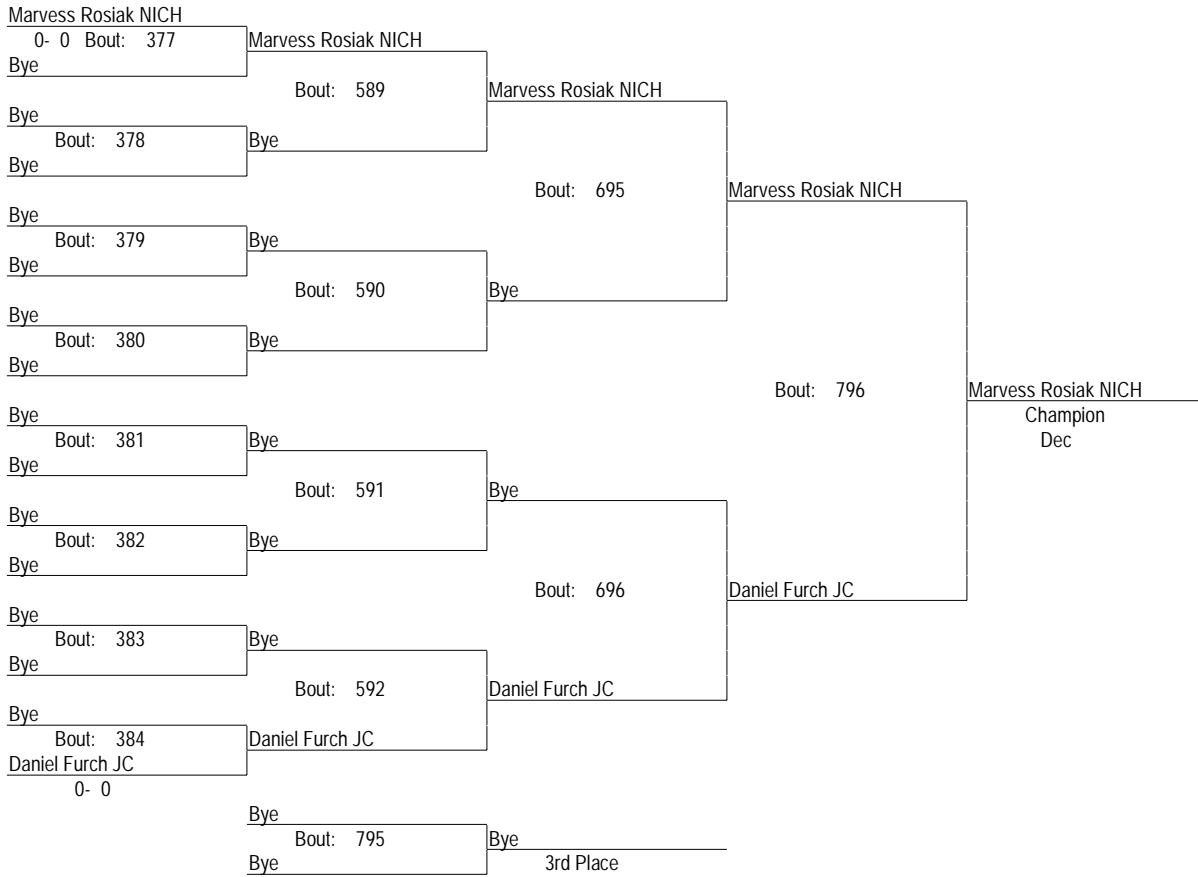 Marvess Rosiak NICH
0- 0 Bout: 377
Marvess Rosiak NICH
Bye
Bout: 589
Marvess Rosiak NICH
Bye
Bout: 378
Bye
Bye
Bout: 695
Marvess Rosiak NICH
Bye
Bout: 379
Bye
Bye
Bout: 590
Bye
Bye
Bout: 380
Bye
Bye
Bout: 796
Marvess Rosiak NICH
Champion
Dec
Bye
Bout: 381
Bye
Bye
Bout: 591
Bye
Bye
Bout: 382
Bye
Bye
Bout: 696
Daniel Furch JC
Bye
Bout: 383
Bye
Bye
Bout: 592
Daniel Furch JC
Bye
Bout: 384
Daniel Furch JC
Daniel Furch JC
0- 0
Bye
Bout: 795
Bye
Bye
3rd Place